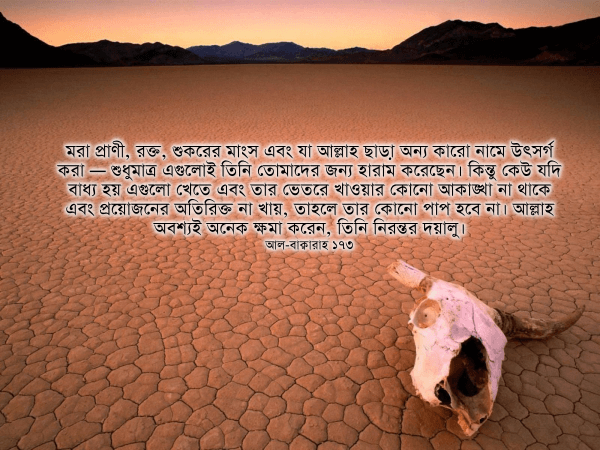 মরা প্রাণী, রক্ত, শুকরের মাংস এবং যা আল্লাহ ছাড়া অন্য কারো নামে উৎসর্গ
করা — শুধুমাত্র এগুলোই তিনি তোমাদের জন্য হারাম করেছেন। কিন্তু কেউ যদি
বাধ্য হয় এগুলো খেতে এবং তার ভেতরে খাওয়ার কোনো আকাঙ্খা না থাকে
এবং প্রয়োজনের অতিরিক্ত না খায়, তাহলে তার কোনো পাপ হবে না। আল্লাহ
অবশ্যই অনেক ক্ষমা করেন, তিনি নিরন্তর দয়ালু।
আল-বাক্বারাহ ১৭৩